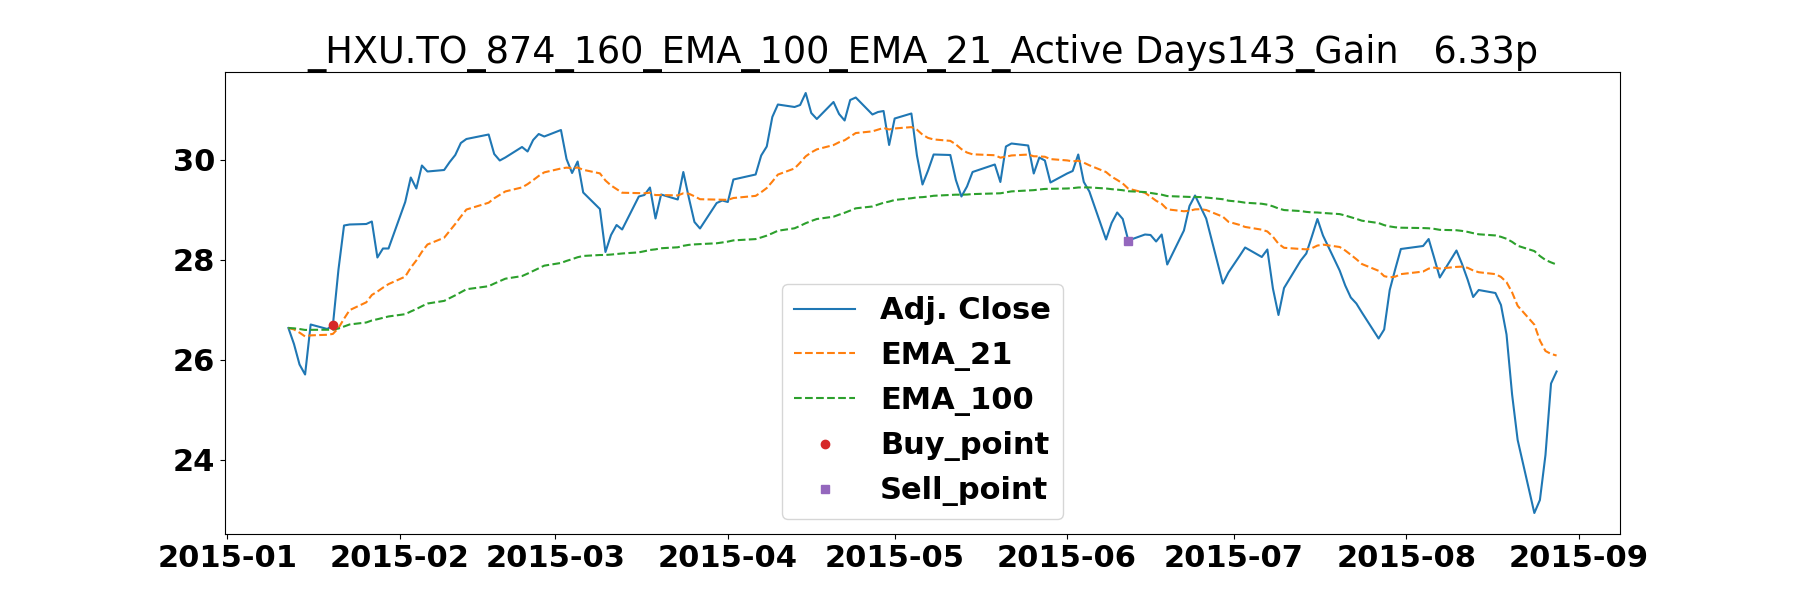 _HXU.TO_874_160_EMA_100_EMA_21_Active Days143_Gain   6.33p
30
28
26
24
Adj. Close
EMA_21
EMA_100
Buy_point
Sell_point
2015-01 2015-02 2015-03 2015-04 2015-05 2015-06 2015-07 2015-08 2015-09